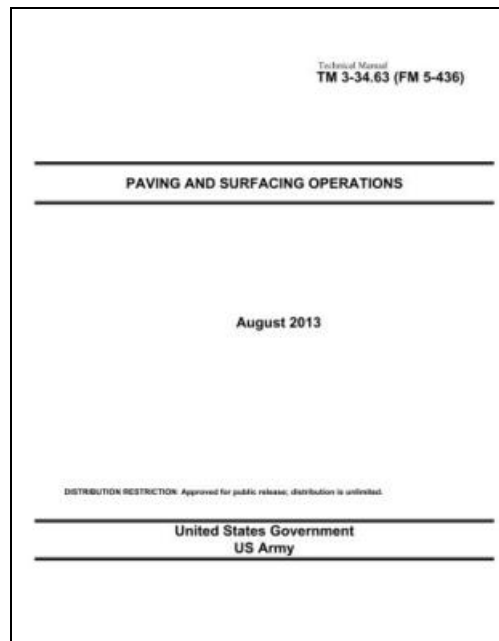 Technical Manual
TM 3-34.63 (FM 5-436)
PAVING AND SURFACING OPERATIONS
August 2013
DISTRIBUTION RESTRICTION: Approved for public release; distribution is unlimited.
United States Government
US Army